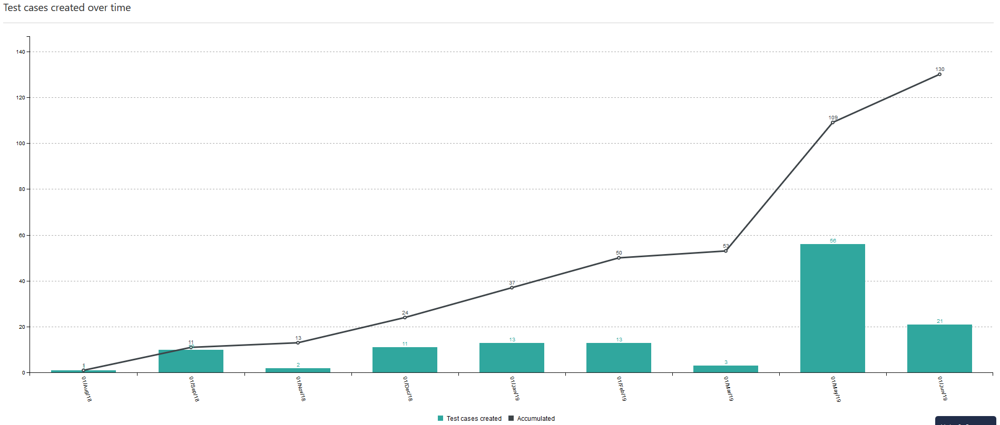 Test cases created over time
140
120
100
80
60
40
20
0
1
11
13
24
37
50
53
109
130
1
10
2
11
13
13
3
56
21
01/Aug/18
01/Sep/18
01/Nov/18
01/Dec/18
01/Jan/19
01/Feb/19
01/Mar/19
01/May/19
01/Jun/19
Test cases created
Accumulated